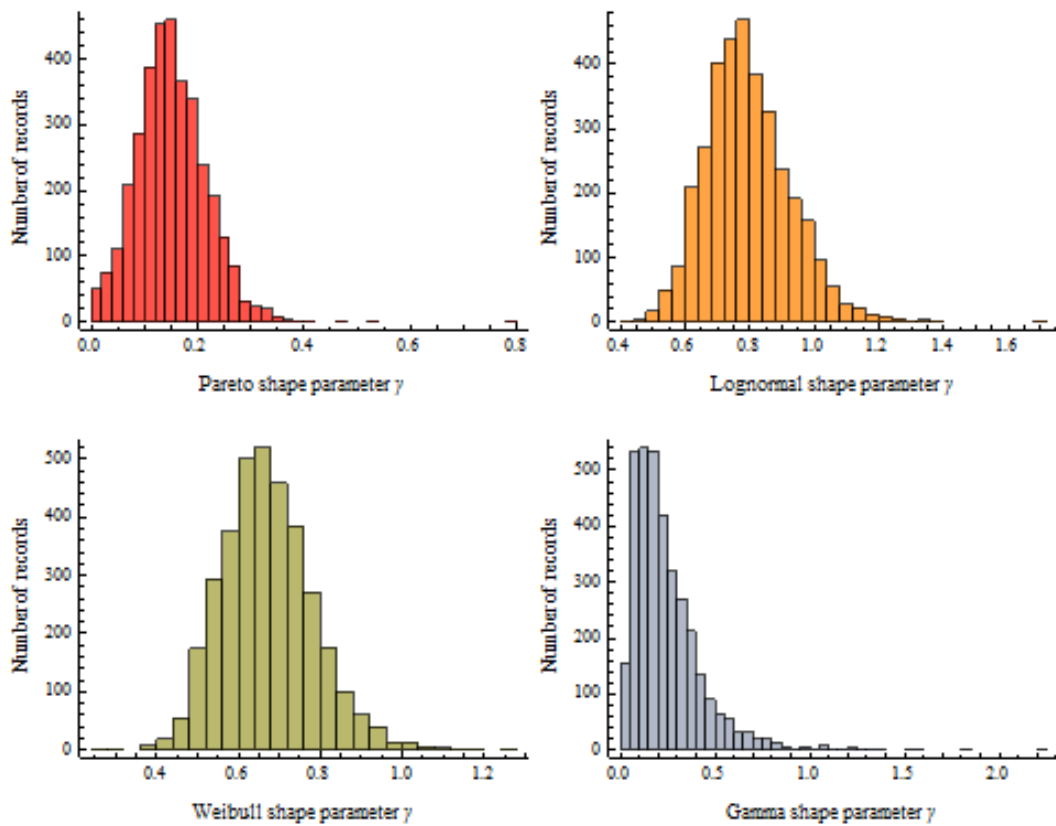 Number of records
400
300
200
100
0
0.0 0.2 0.4 0.6 0.8
Pareto shape parameter γ
Number of records
400
300
200
100
0
0.4 0.6 0.8 1.0 1.2 1.4 1.6
Lognormal shape parameter γ
Number of records
500
400
300
200
100
0
0.4 0.6 0.8 1.0 1.2
Weibull shape parameter γ
Number of records
500
400
300
200
100
0
0.0 0.5 1.0 1.5 2.0
Gamma shape parameter γ